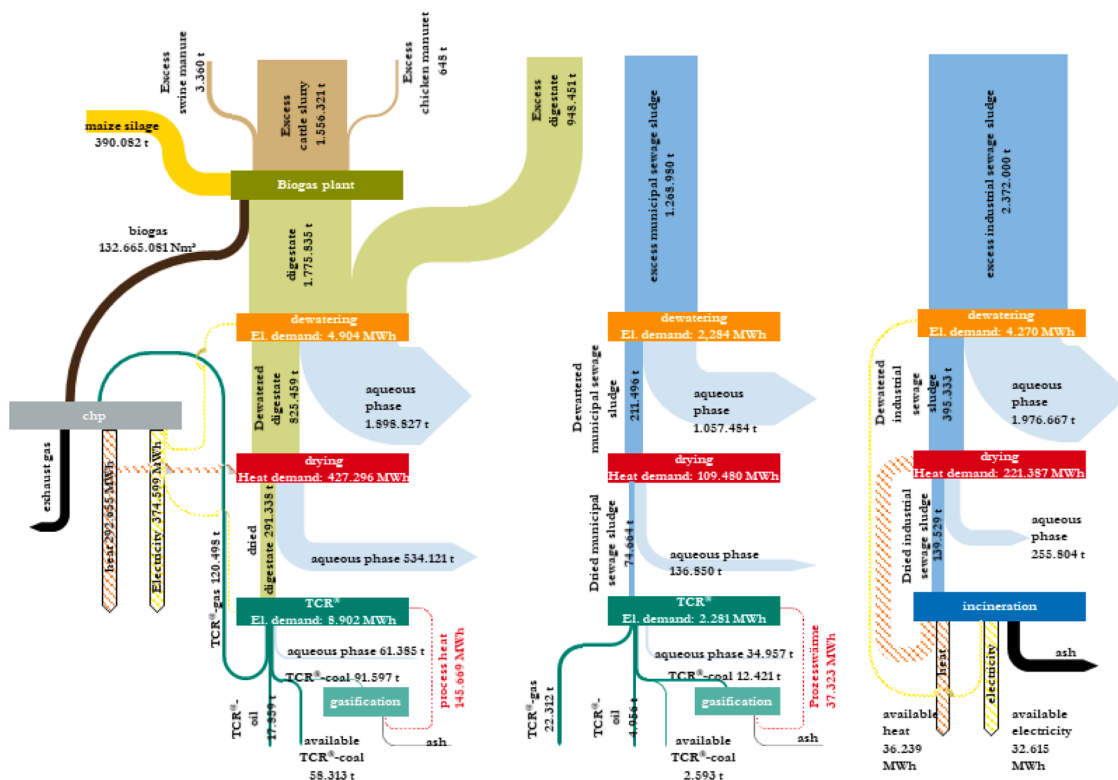 Excess
swine manure
3.360 t
Excess
cattle slurry
1.556.321 t
Excess
chicken manuret
648 t
Excess
digestate
948.451 t
maize silage
390.082 t
Biogas plant
biogas
132.665.081 Nm³
digestate
1.775.835 t
dewatering
El. demand: 4.904 MWh
Dewatered
digestate
825.459 t
aqueous
phase
1.898.827 t
chp
exhaust gas
heat 292.655 MWh
Electricity 374.599 MWh
drying
Heat demand: 427.296 MWh
dried
digestate 291.338 t
aqueous phase 534.121 t
TCR®-gas 120.498 t
TCR®
El. demand: 8.902 MWh
aqueous phase 61.385 t
TCR®-coal 91.597 t
process heat
145.669 MWh
gasification
TCR®-
oil
17.859 t
ash
available
TCR®-coal
58.313 t
excess municipal sewage sludge
1.268.980 t
dewatering
El. demand: 2,284 MWh
Dewartered
municipal sewage
sludge
211.496 t
aqueous
phase
1.057.484 t
drying
Heat demand: 109.480 MWh
Dried municipal
sewage sludge
74.664 t
aqueous phase
136.850 t
TCR®
El. demand: 2.281 MWh
aqueous phase 34.957 t
TCR®-coal 12.421 t
Prozesswärme
37.323 MWh
gasification
TCR®-gas
22.312 t
TCR®-
oil
4.956 t
ash
available
TCR®-coal
2.593 t
excess industrial sewage sludge
2.372.000 t
dewatering
El. demand: 4.270 MWh
Dewatered
industrial
sewage
sludge
395.333 t
aqueous
phase
1.976.667 t
drying
Heat demand: 221.387 MWh
Dried industrial
sewage sludge
139.529 t
aqueous
phase
255.804 t
incineration
heat
electricity
ash
available
heat
36.239
MWh
available
electricity
32.615
MWh